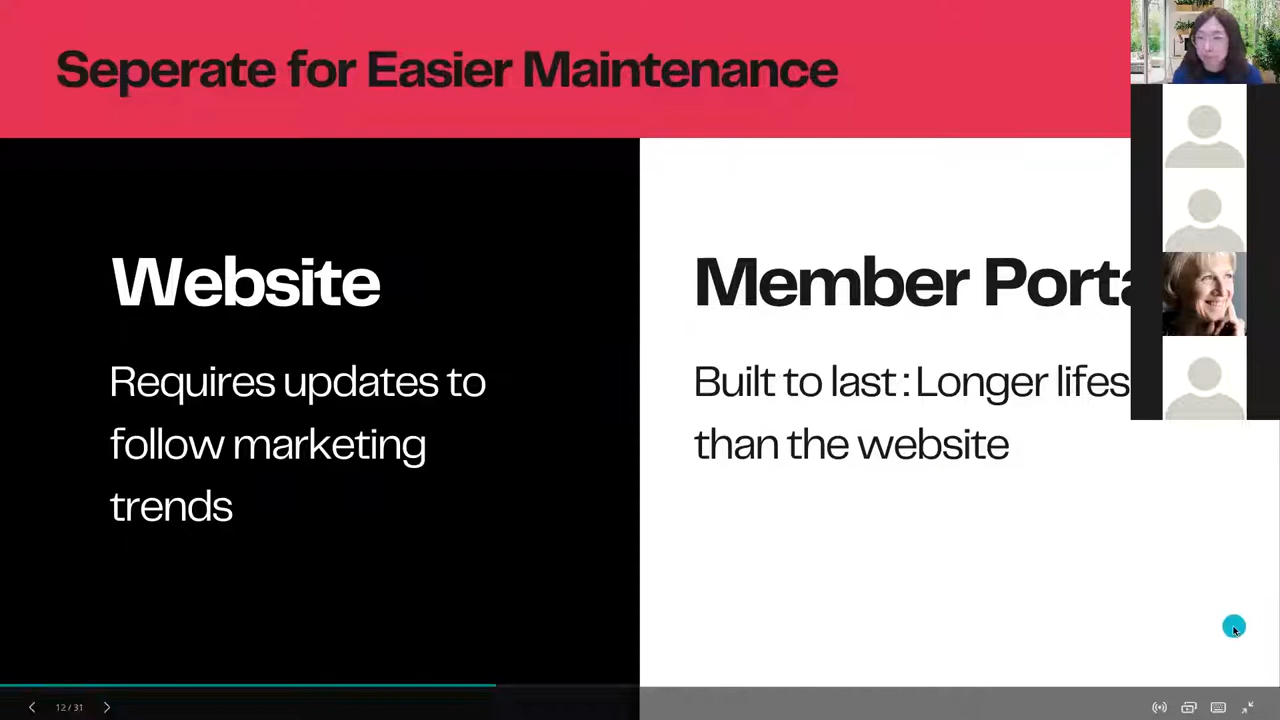 Seperate for Easier Maintenance
Website
Requires updates to
follow marketing
trends
Member Porta
Built to last : Longer lifes
than the website
12 / 31